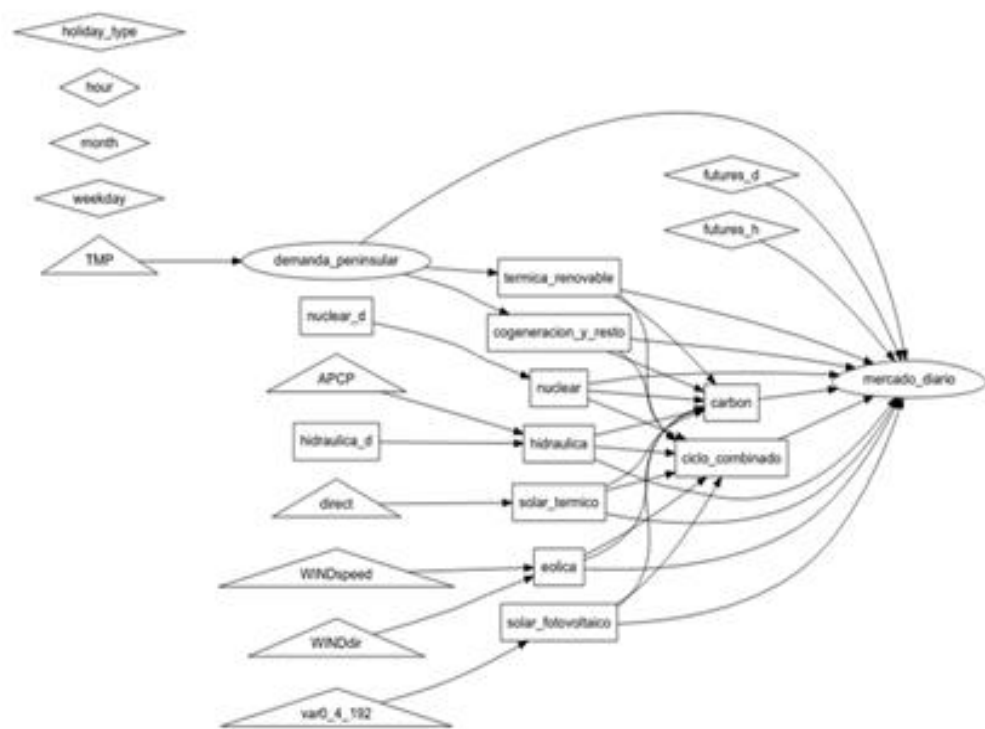 holiday_type
hour
month
weekday
TMP
demanda_peninsular
nuclear_d
APCP
hidraulica_d
direct
WINDspeed
WINDdir
var0_4_192
termica_renovable
cogeneracion_y_resto
nuclear
hidraulica
solar_termico
eolica
solar_fotovoltaico
futures_d
futures_h
carbon
ciclo_combinado
mercado_diario